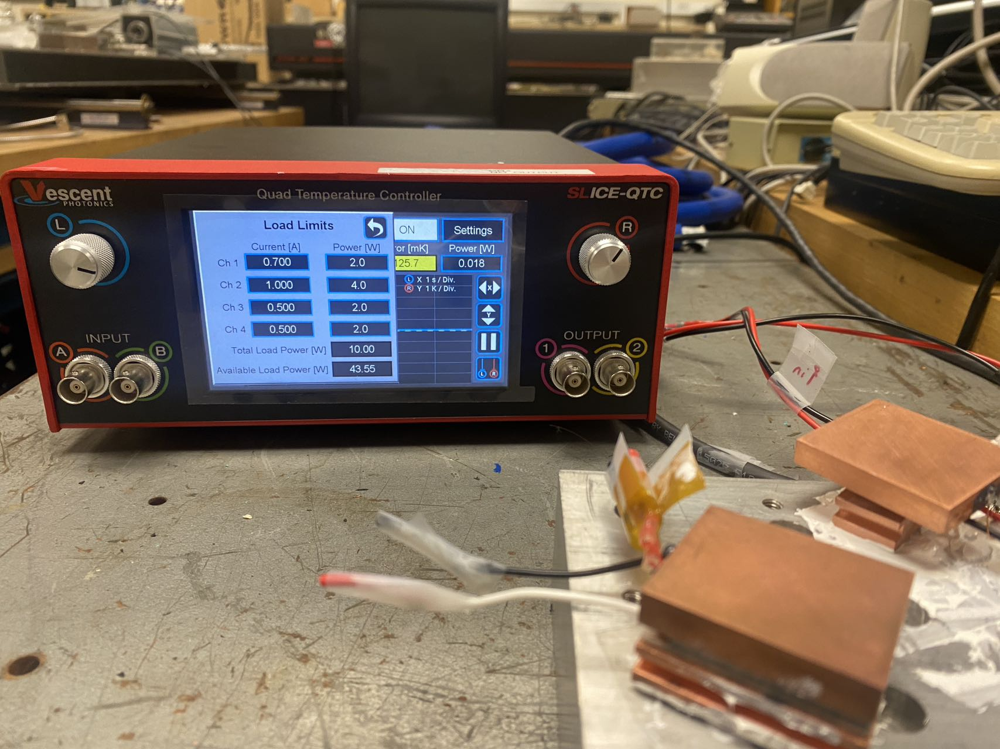 Vescent
PHOTONICS
Quad Temperature Controller
SLICE-QTC
L
R
Load Limits
ON
Settings
Current [A]
Power [W]
ror [mK]
Power [W]
Ch 1
0.700
2.0
125.7
0.018
L X 1 s / Div.
R Y 1 K / Div.
Ch 2
1.000
4.0
X
Ch 3
0.500
2.0
Y
Ch 4
0.500
2.0
Total Load Power [W]
10.00
Available Load Power [W]
43.55
L R
INPUT
A
B
OUTPUT
1
2